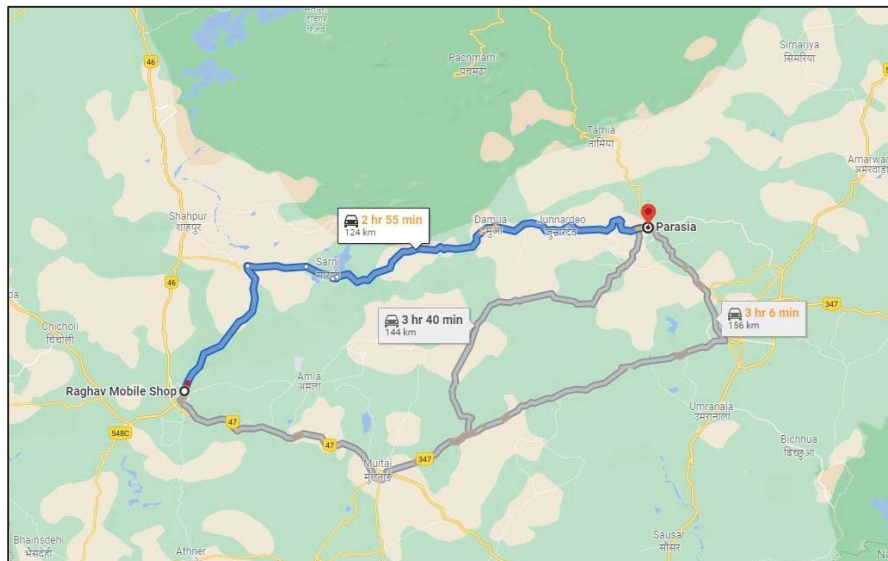 46
Pachmarhi
पचमढ़ी
Simariya
सिमरिया
Tamia
तामिया
Amarwar
अमरवाड़ा
Shahpur
शाहपुर
2 hr 55 min
124 km
Damua
दमुआ
Junnardeo
जुन्नारदेव
Parasia
Sarni
सारणी
46
3 hr 40 min
144 km
3 hr 6 min
156 km
347
Chicholi
चिचोली
Raghav Mobile Shop
Amla
अमला
548C
47
47
347
Multai
मुलताई
Umranala
उमरानाला
Bichhua
बिछुआ
Bhainsdehi
भैंसदेही
Athner
Sausar
सौसर